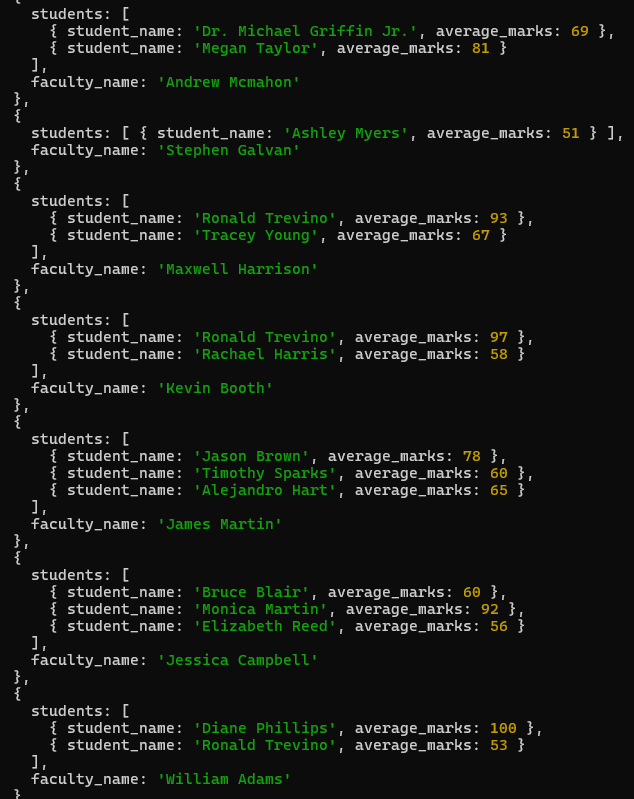 {
  students: [
    { student_name: 'Dr. Michael Griffin Jr.', average_marks: 69 },
    { student_name: 'Megan Taylor', average_marks: 81 }
  ],
  faculty_name: 'Andrew Mcmahon'
},
{
  students: [ { student_name: 'Ashley Myers', average_marks: 51 } ],
  faculty_name: 'Stephen Galvan'
},
{
  students: [
    { student_name: 'Ronald Trevino', average_marks: 93 },
    { student_name: 'Tracey Young', average_marks: 67 }
  ],
  faculty_name: 'Maxwell Harrison'
},
{
  students: [
    { student_name: 'Ronald Trevino', average_marks: 97 },
    { student_name: 'Rachael Harris', average_marks: 58 }
  ],
  faculty_name: 'Kevin Booth'
},
{
  students: [
    { student_name: 'Jason Brown', average_marks: 78 },
    { student_name: 'Timothy Sparks', average_marks: 60 },
    { student_name: 'Alejandro Hart', average_marks: 65 }
  ],
  faculty_name: 'James Martin'
},
{
  students: [
    { student_name: 'Bruce Blair', average_marks: 60 },
    { student_name: 'Monica Martin', average_marks: 92 },
    { student_name: 'Elizabeth Reed', average_marks: 56 }
  ],
  faculty_name: 'Jessica Campbell'
},
{
  students: [
    { student_name: 'Diane Phillips', average_marks: 100 },
    { student_name: 'Ronald Trevino', average_marks: 53 }
  ],
  faculty_name: 'William Adams'
}